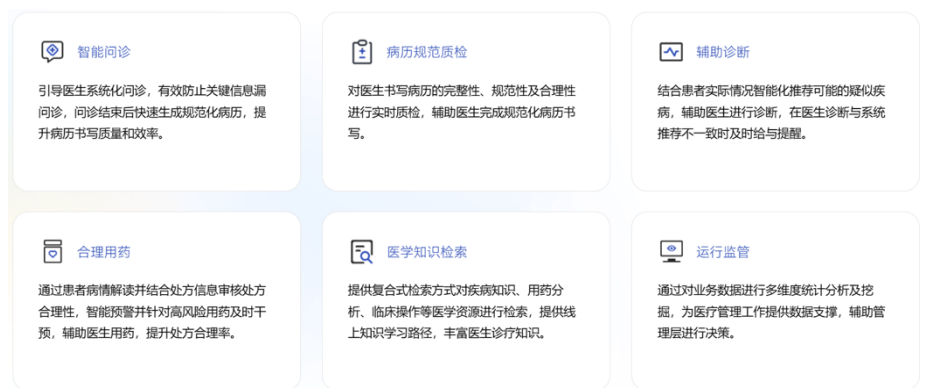 智能问诊
引导医生系统化问诊，有效防止关键信息漏
问诊，问诊结束后快速生成规范化病历，提
升病历书写质量和效率。
病历规范质检
对医生书写病历的完整性、规范性及合理性
进行实时质检，辅助医生完成规范化病历书
写。
辅助诊断
结合患者实际情况智能化推荐可能的疑似疾
病，辅助医生进行诊断，在医生诊断与系统
推荐不一致时及时给与提醒。
合理用药
通过患者病情解读并结合处方信息审核处方
合理性，智能预警并针对高风险用药及时干
预，辅助医生用药，提升处方合理率。
医学知识检索
提供复合式检索方式对疾病知识、用药分
析、临床操作等医学资源进行检索，提供线
上知识学习路径，丰富医生诊疗知识。
运行监管
通过对业务数据进行多维度统计分析及挖
掘，为医疗管理工作提供数据支撑，辅助管
理层进行决策。